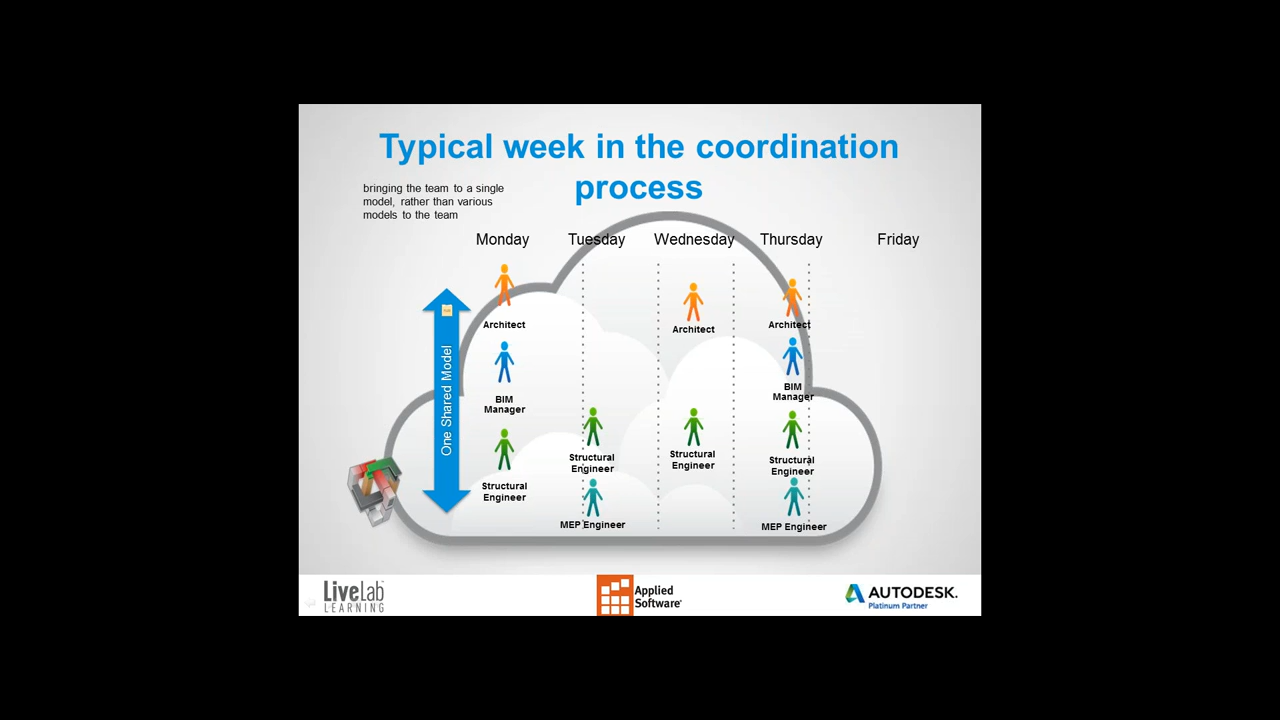 Typical week in the coordination
process
bringing the team to a single
model, rather than various
models to the team
Monday
Tuesday
Wednesday
Thursday
Friday
One Shared Model
Architect
BIM
Manager
Structural
Engineer
Structural
Engineer
MEP Engineer
Architect
Structural
Engineer
Architect
BIM
Manager
Structural
Engineer
MEP Engineer
LiveLab
LEARNING
Applied
Software
AUTODESK.
Platinum Partner